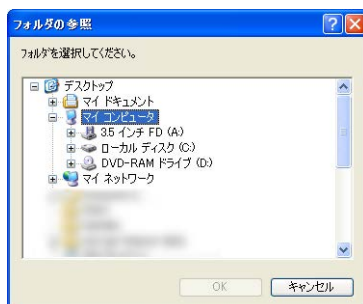 フォルダの参照
フォルダを選択してください。
デスクトップ
マイ ドキュメント
マイ コンピュータ
3.5 インチ FD (A:)
ローカル ディスク (C:)
DVD-RAM ドライブ (D:)
マイ ネットワーク
OK
キャンセル